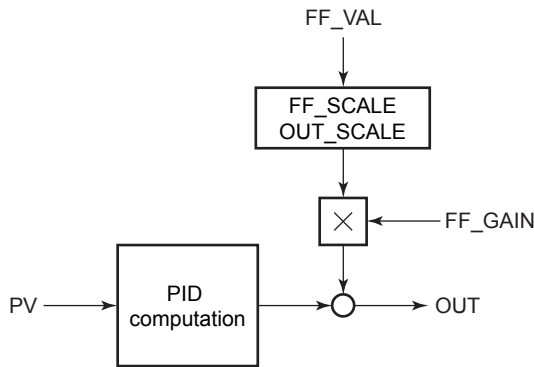 FF_VAL
FF_SCALE
OUT_SCALE
×
FF_GAIN
PV
PID
computation
OUT